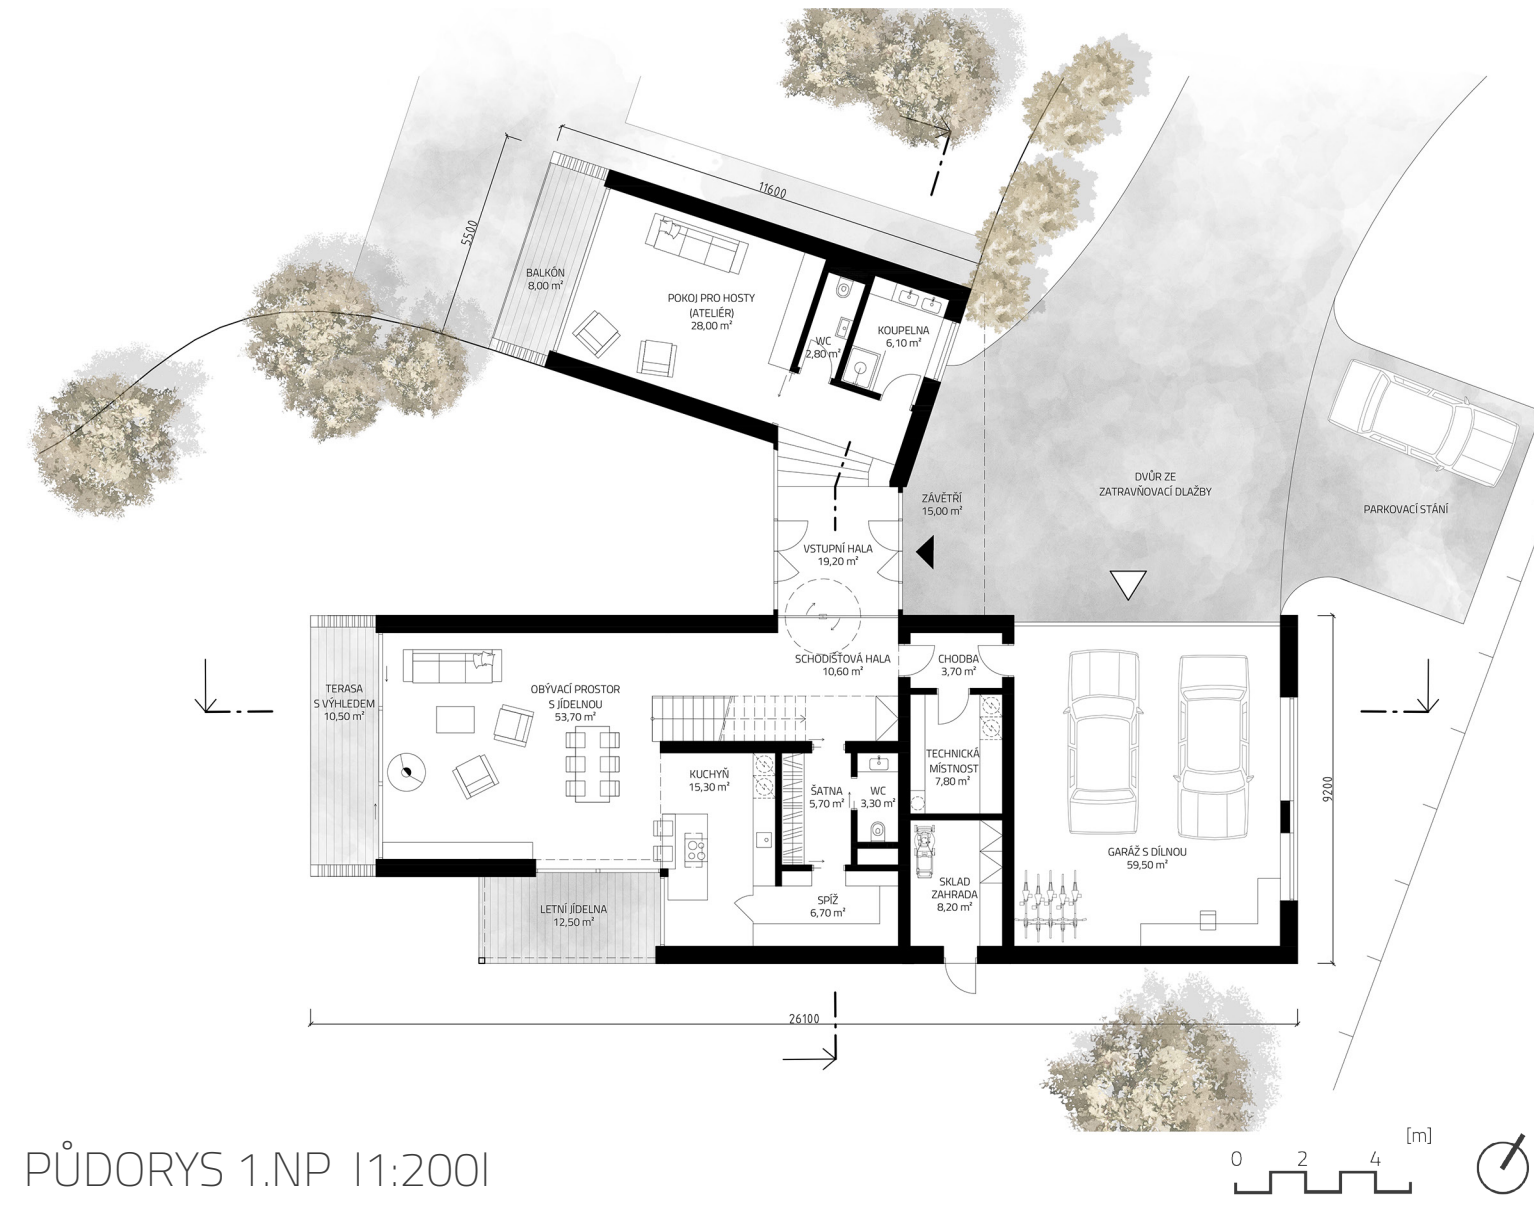 11600
5500
BALKÓN
8,00 m²
POKOJ PRO HOSTY
(ATELIÉR)
28,00 m²
WC
2,80 m²
KOUPELNA
6,10 m²
DVŮR ZE
ZATRAVŇOVACÍ DLAŽBY
ZÁVĚTŘÍ
15,00 m²
PARKOVACÍ STÁNÍ
VSTUPNÍ HALA
19,20 m²
SCHODIŠŤOVÁ HALA
10,60 m²
CHODBA
3,70 m²
TERASA
S VÝHLEDEM
10,50 m²
OBÝVACÍ PROSTOR
S JÍDELNOU
53,70 m²
KUCHYŇ
15,30 m²
ŠATNA
5,70 m²
WC
3,30 m²
TECHNICKÁ
MÍSTNOST
7,80 m²
9200
GARÁŽ S DÍLNOU
59,50 m²
SKLAD
ZAHRADA
8,20 m²
SPÍŽ
6,70 m²
LETNÍ JÍDELNA
12,50 m²
26100
PŮDORYS 1.NP |1:200|
[m]
0 2 4